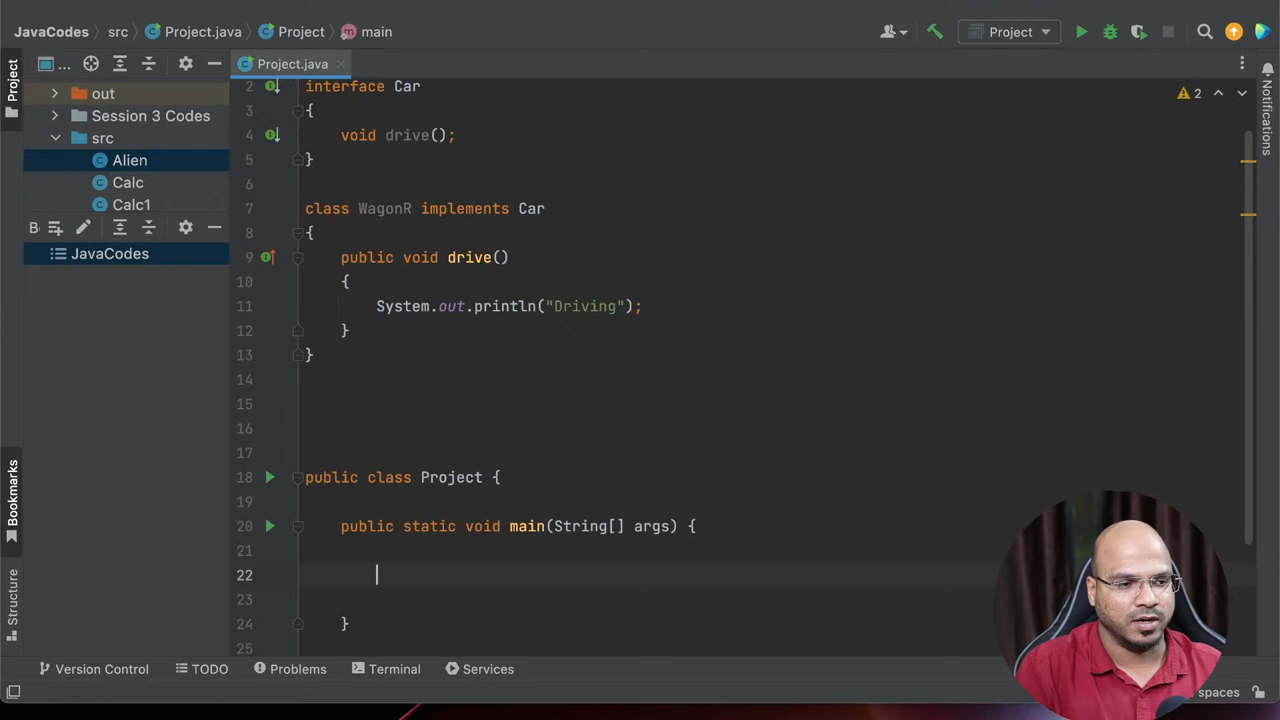 JavaCodes src Project.java Project main
Project
Project
...
Project.java
out
Session 3 Codes
src
Alien
Calc
Calc1
JavaCodes
2 interface Car
3 {
4 void drive();
5 }
6
7 class WagonR implements Car
8 {
9 public void drive()
10 {
11 System.out.println("Driving");
12 }
13 }
14
15
16
17
18 public class Project {
19
20 public static void main(String[] args) {
21
22
23
24 }
25
2
Notifications
Bookmarks
Structure
Version Control TODO Problems Terminal Services
spaces